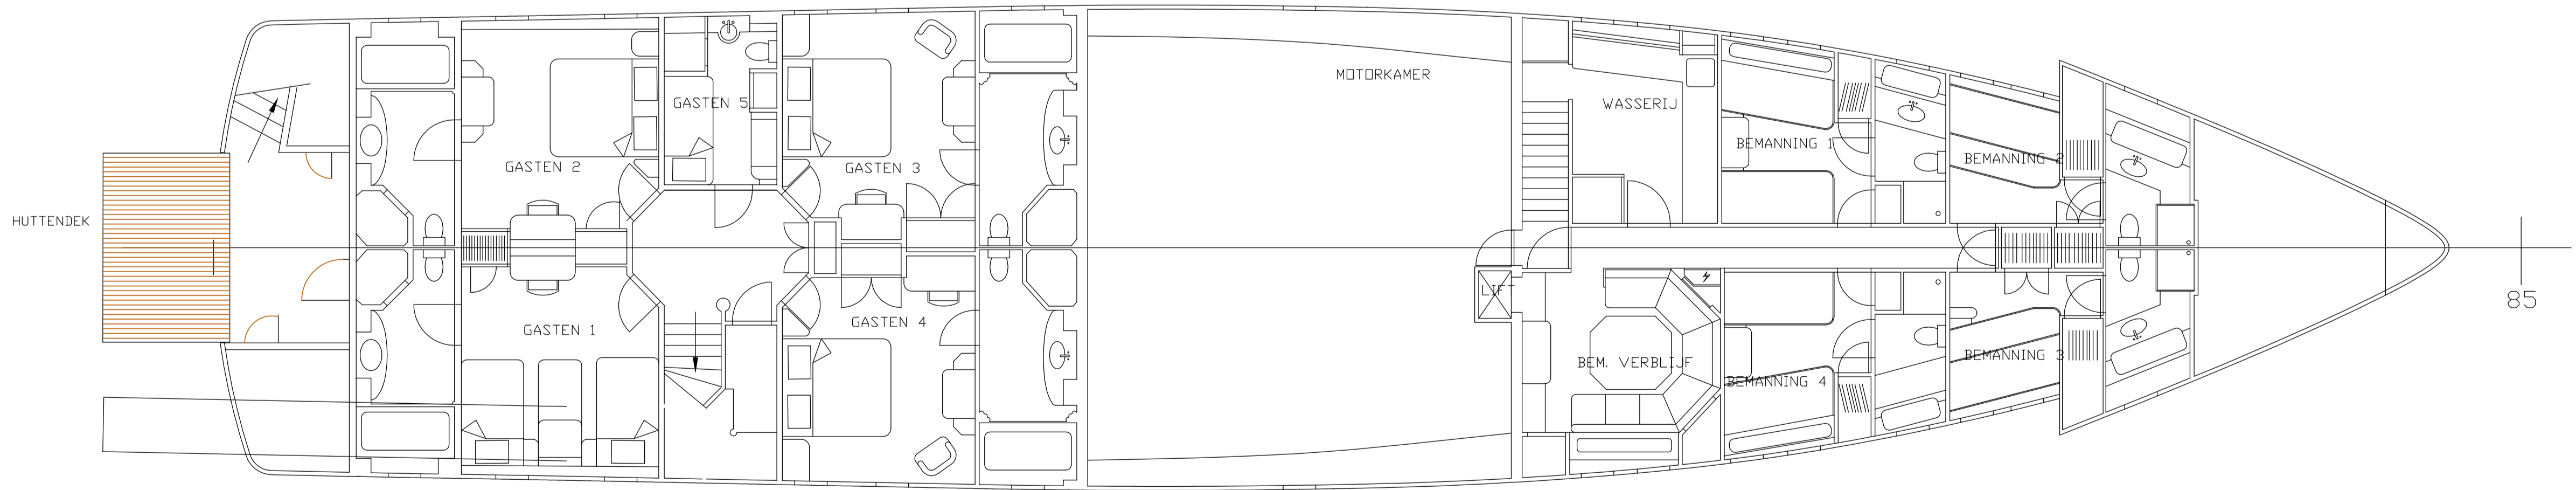 HUTTENDEK
GASTEN 2
GASTEN 5
GASTEN 3
GASTEN 1
GASTEN 4
MOTORKAMER
WASSERIJ
LIFT
BEM. VERBLIJF
BEMANNING 1
BEMANNING 2
BEMANNING 4
BEMANNING 3
85